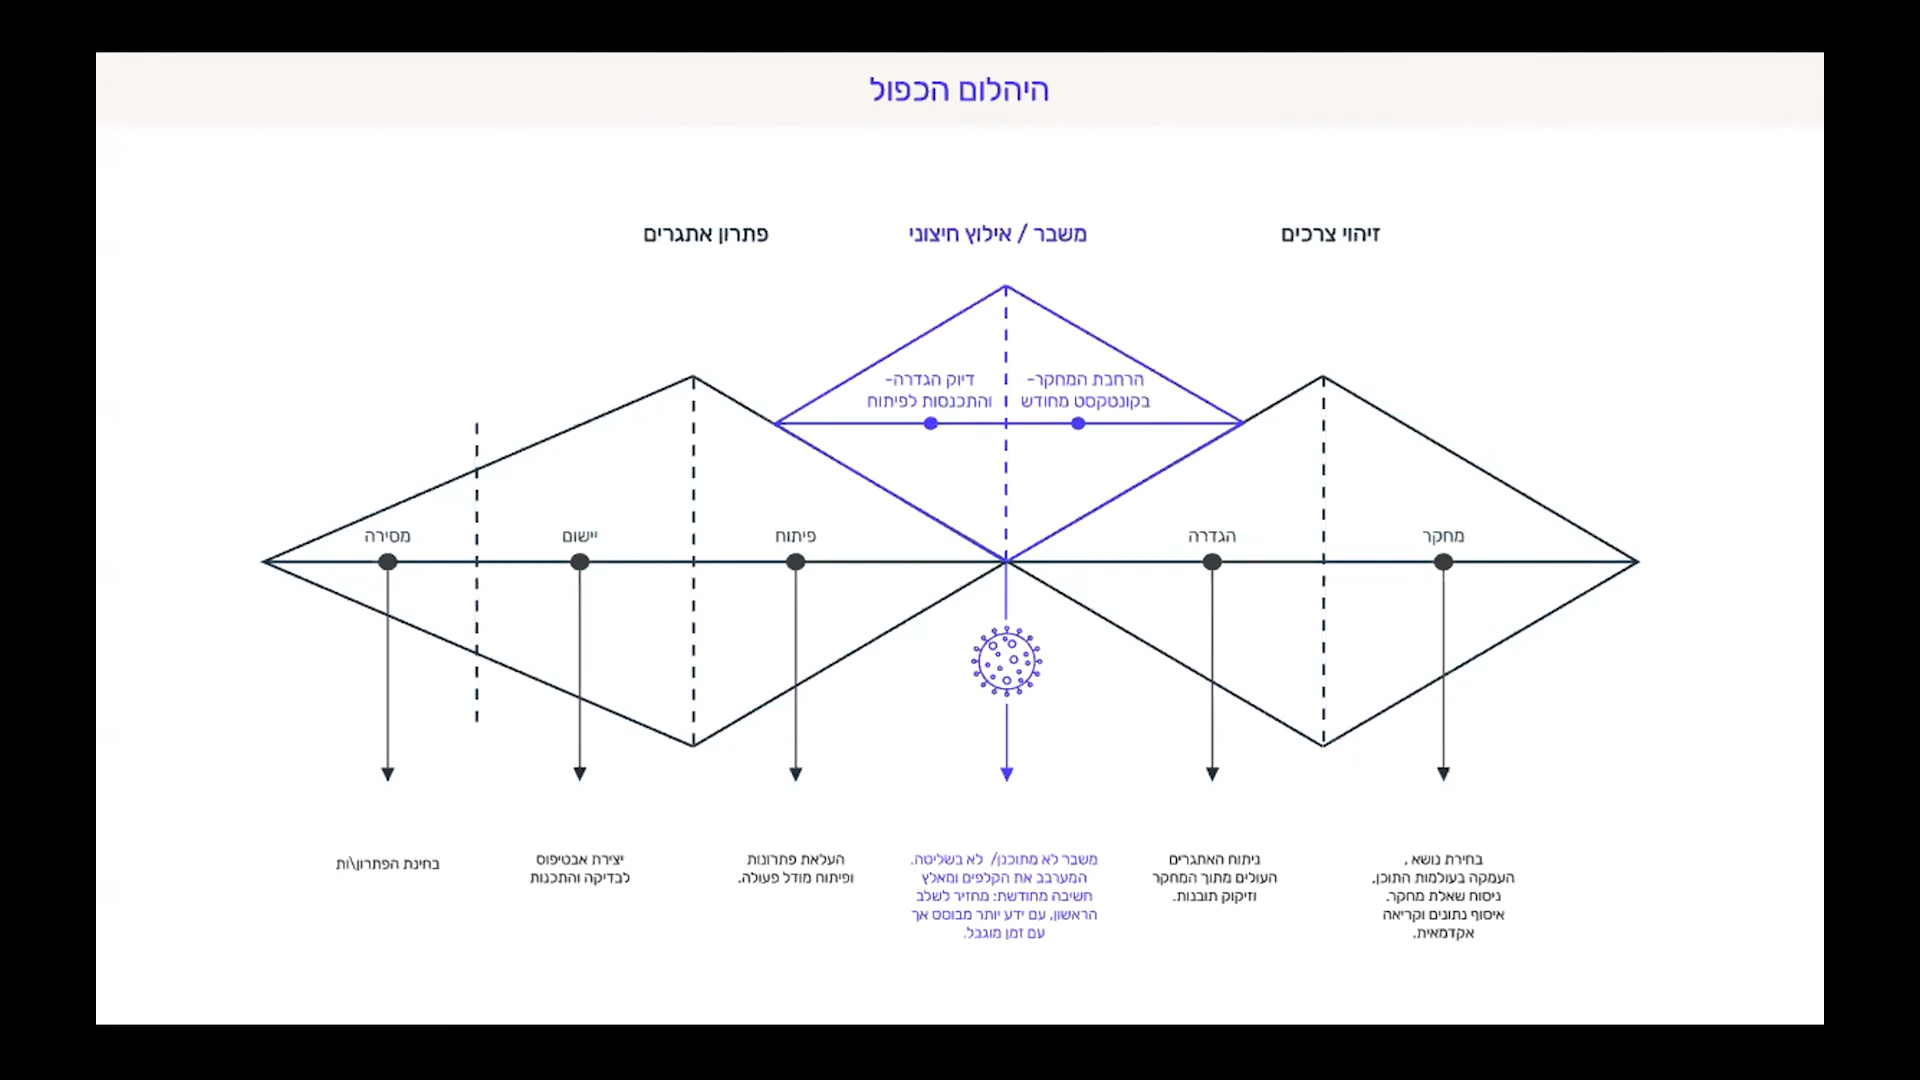 היהלום הכפול
זיהוי צרכים
משבר / אילוץ חיצוני
פתרון אתגרים
הרחבת המחקר-
בקונטקסט מחודש
דיוק הגדרה-
והתכנסות לפיתוח
מחקר
הגדרה
פיתוח
יישום
מסירה
בחירת נושא ,
העמקה בעולמות התוכן,
ניסוח שאלת מחקר.
איסוף נתונים וקריאה
אקדמאית.
ניתוח האתגרים
העולים מתוך המחקר
וזיקוק תובנות.
משבר לא מתוכנן/ לא בשליטה.
המערבב את הקלפים ומאלץ
חשיבה מחודשת: מחזיר לשלב
הראשון, עם ידע יותר מבוסס אך
עם זמן מוגבל.
העלאת פתרונות
ופיתוח מודל פעולה.
יצירת אבטיפוס
לבדיקה והתכנות
בחינת הפתרון\ות